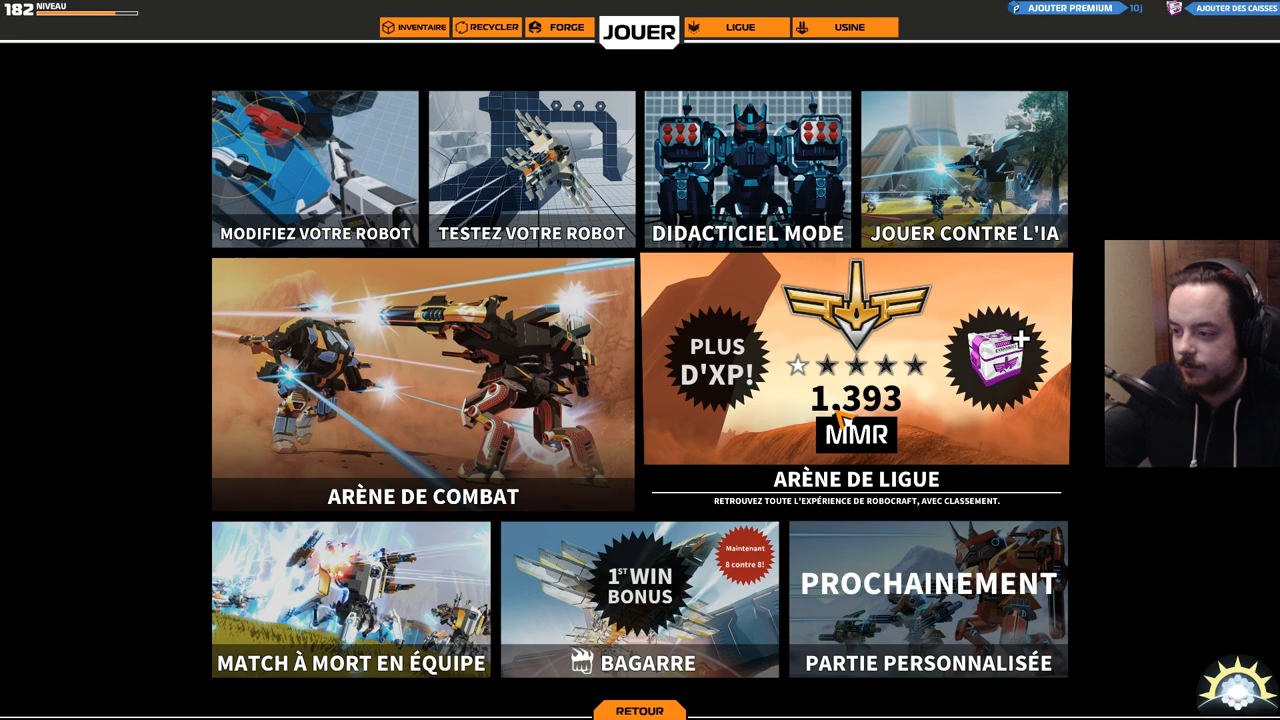 182 NIVEAU
INVENTAIRE
RECYCLER
FORGE
JOUER
LIGUE
USINE
AJOUTER PREMIUM 10j
AJOUTER DES CAISSES
MODIFIEZ VOTRE ROBOT
TESTEZ VOTRE ROBOT
DIDACTICIEL MODE
JOUER CONTRE L'IA
ARÈNE DE COMBAT
PLUS
D'XP!
1,393
MMR
ARÈNE DE LIGUE
RETROUVEZ TOUTE L'EXPÉRIENCE DE ROBOCRAFT, AVEC CLASSEMENT.
MATCH À MORT EN ÉQUIPE
1ST WIN
BONUS
Maintenant
8 contre 8!
BAGARRE
PROCHAINEMENT
PARTIE PERSONNALISÉE
RETOUR